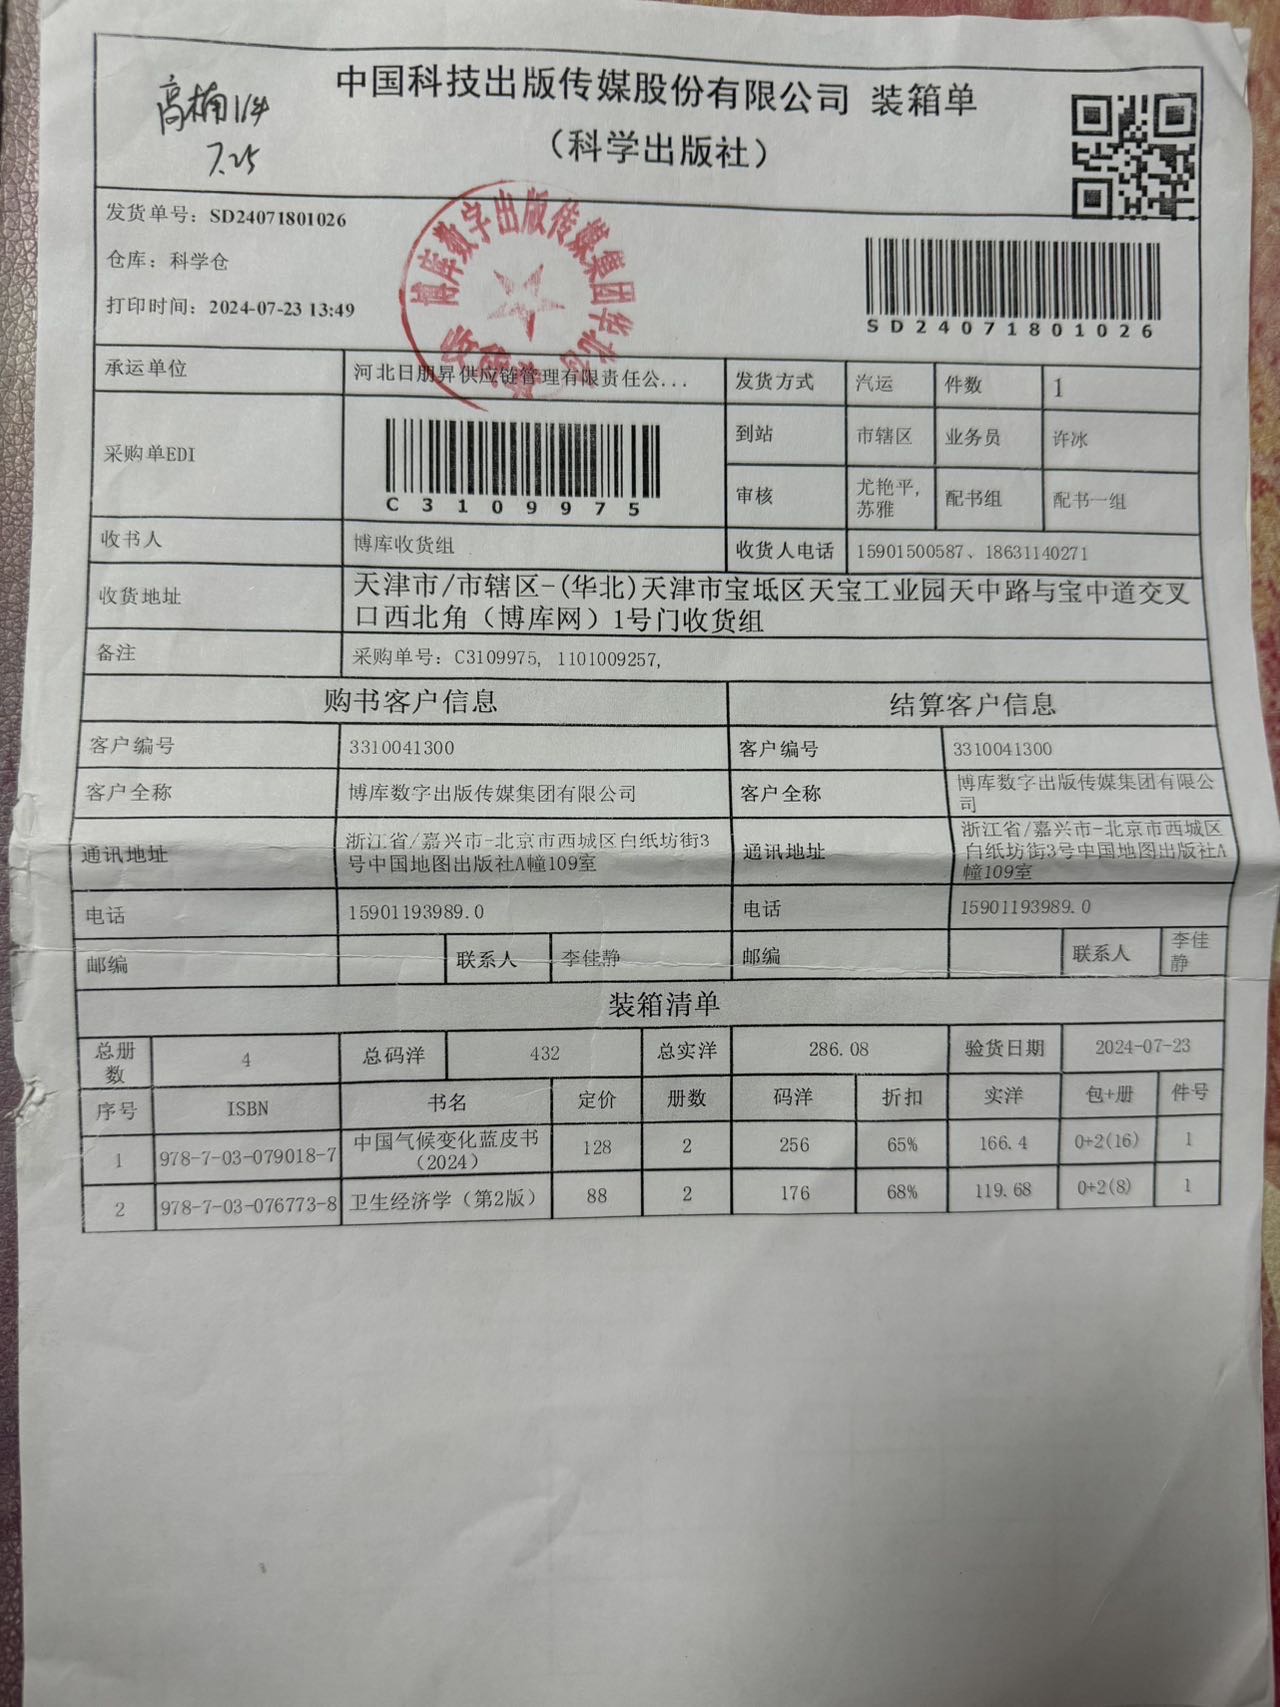 高楠1件
7.25
中国科技出版传媒股份有限公司 装箱单
（科学出版社）
发货单号：SD24071801026
仓库：科学仓
打印时间：2024-07-23 13:49
博库数字出版传媒集团华北
SD24071801026
承运单位 河北日朋昇供应链管理有限责任公... 发货方式 汽运 件数 1
采购单EDI C3109975 到站 市辖区 业务员 许冰
审核 尤艳平,苏雅 配书组 配书一组
收书人 博库收货组 收货人电话 15901500587、18631140271
收货地址 天津市/市辖区-(华北)天津市宝坻区天宝工业园天中路与宝中道交叉
口西北角（博库网）1号门收货组
备注 采购单号：C3109975, 1101009257,
购书客户信息 结算客户信息
客户编号 3310041300 客户编号 3310041300
客户全称 博库数字出版传媒集团有限公司 客户全称 博库数字出版传媒集团有限公司
通讯地址 浙江省/嘉兴市-北京市西城区白纸坊街3号中国地图出版社A幢109室 通讯地址 浙江省/嘉兴市-北京市西城区白纸坊街3号中国地图出版社A幢109室
电话 15901193989.0 电话 15901193989.0
邮编 联系人 李佳静 邮编 联系人 李佳静
装箱清单
总册数 4 总码洋 432 总实洋 286.08 验货日期 2024-07-23
序号 ISBN 书名 定价 册数 码洋 折扣 实洋 包+册 件号
1 978-7-03-079018-7 中国气候变化蓝皮书（2024） 128 2 256 65% 166.4 0+2(16) 1
2 978-7-03-076773-8 卫生经济学（第2版） 88 2 176 68% 119.68 0+2(8) 1